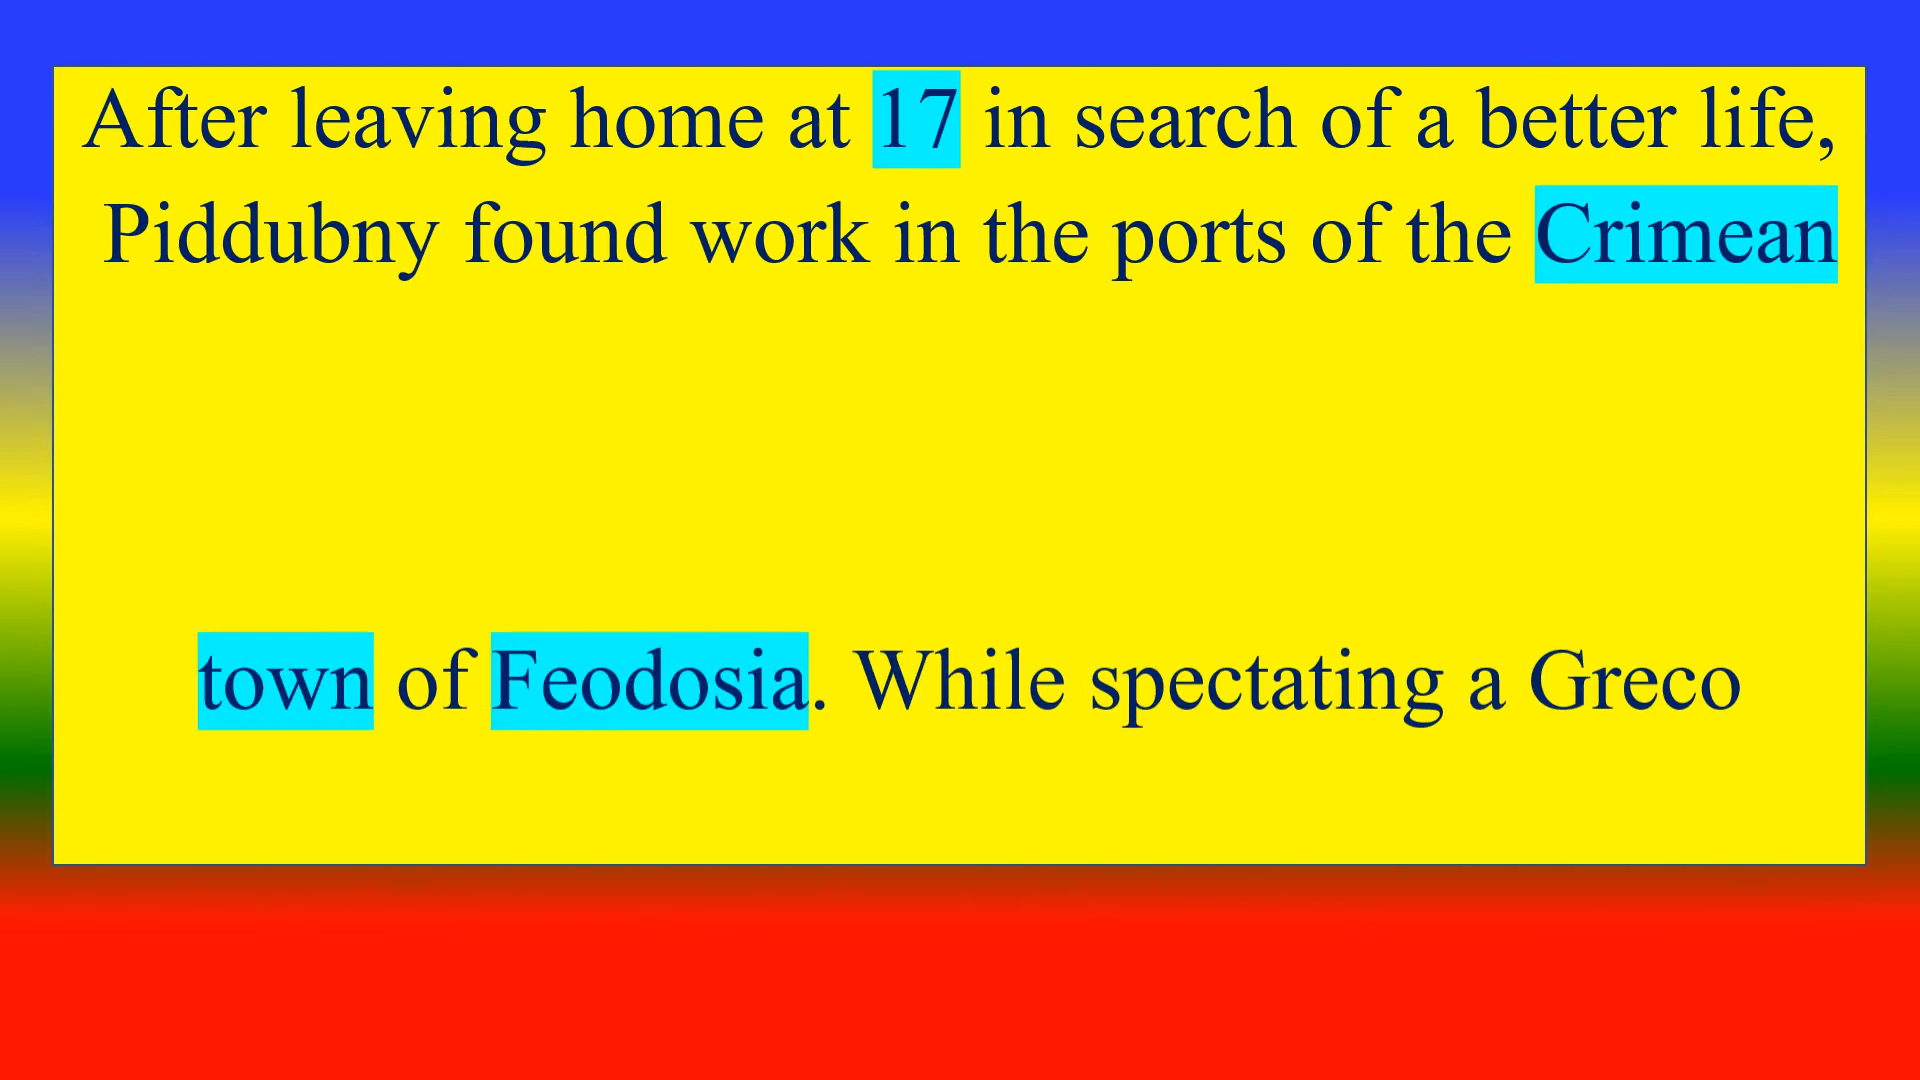 After leaving home at 17 in search of a better life,
Piddubny found work in the ports of the Crimean
town of Feodosia. While spectating a Greco